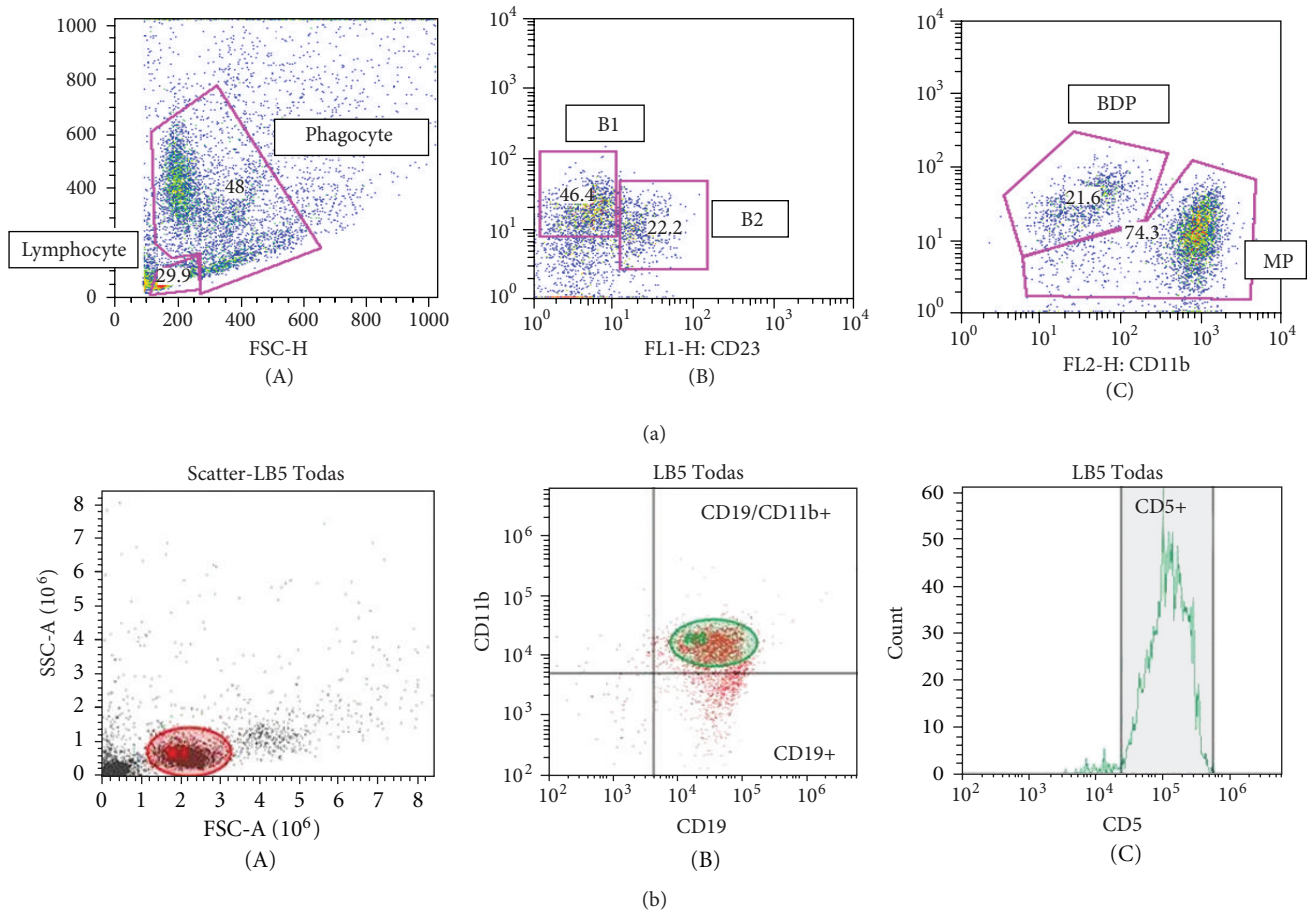 1000
800
600
400
200
0
Phagocyte
48
Lymphocyte
29.9
0 200 400 600 800 1000
FSC-H
(A)
10^4
10^3
10^2
10^1
10^0
B1
46.4
B2
22.2
10^0 10^1 10^2 10^3 10^4
FL1-H: CD23
(B)
10^4
10^3
10^2
10^1
10^0
BDP
21.6
74.3
MP
10^0 10^1 10^2 10^3 10^4
FL2-H: CD11b
(C)
(a)
Scatter-LB5 Todas
SSC-A (10^6)
8
7
6
5
4
3
2
1
0
0 1 2 3 4 5 6 7 8
FSC-A (10^6)
(A)
LB5 Todas
CD19/CD11b+
CD11b
10^6
10^5
10^4
10^3
10^2
CD19+
10^2 10^3 10^4 10^5 10^6
CD19
(B)
LB5 Todas
CD5+
Count
60
50
40
30
20
10
0
10^2 10^3 10^4 10^5 10^6
CD5
(C)
(b)